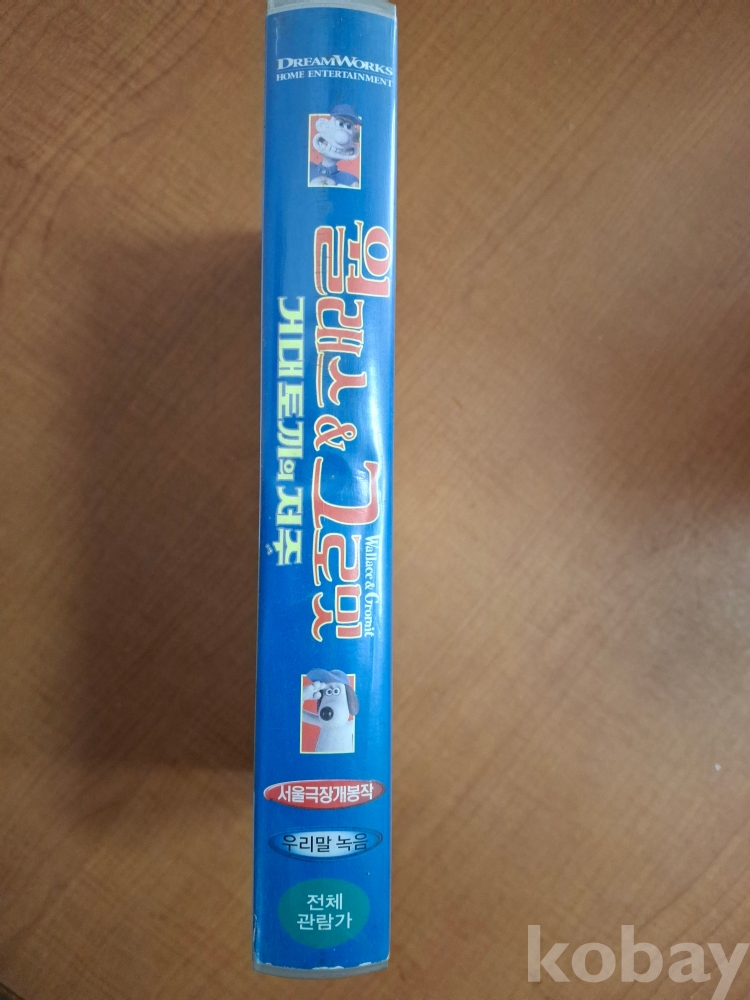 DREAMWORKS
HOME ENTERTAINMENT
월래스 & 그로밋
Wallace & Gromit
거대 토끼의 저주
서울극장개봉작
우리말 녹음
전체
관람가
kobay